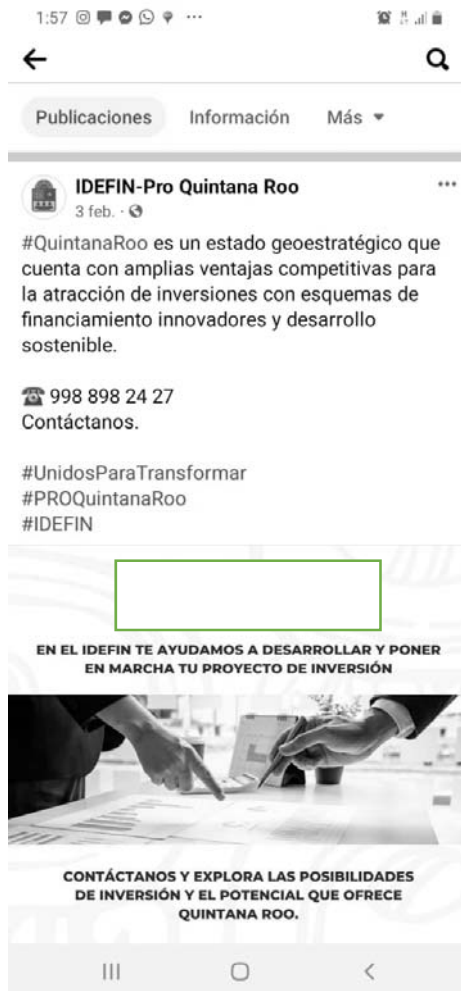 1:57
Publicaciones Información Más
IDEFIN-Pro Quintana Roo
3 feb.
#QuintanaRoo es un estado geoestratégico que
cuenta con amplias ventajas competitivas para
la atracción de inversiones con esquemas de
financiamiento innovadores y desarrollo
sostenible.
☎ 998 898 24 27
Contáctanos.
#UnidosParaTransformar
#PROQuintanaRoo
#IDEFIN
EN EL IDEFIN TE AYUDAMOS A DESARROLLAR Y PONER
EN MARCHA TU PROYECTO DE INVERSIÓN
CONTÁCTANOS Y EXPLORA LAS POSIBILIDADES
DE INVERSIÓN Y EL POTENCIAL QUE OFRECE
QUINTANA ROO.